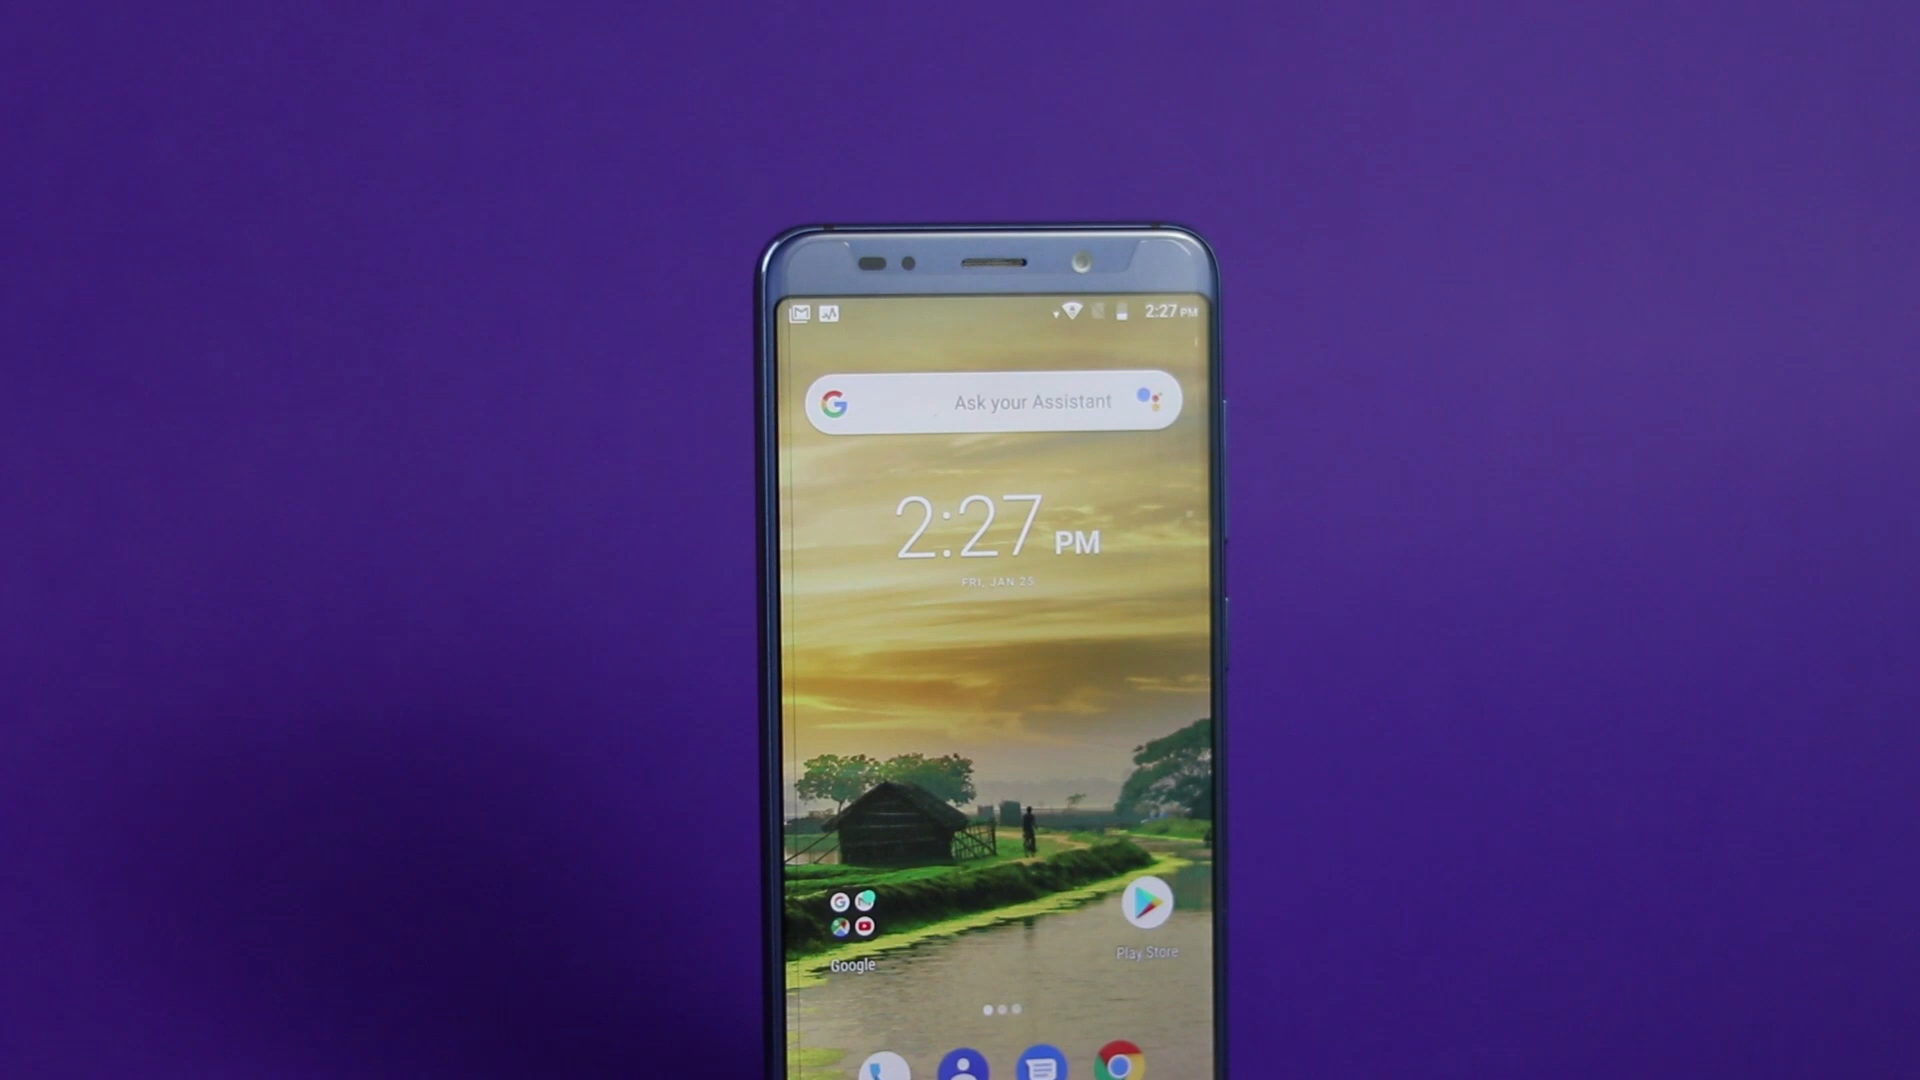 2:27 PM
Ask your Assistant
2:27 PM
FRI, JAN 25
Google
Play Store